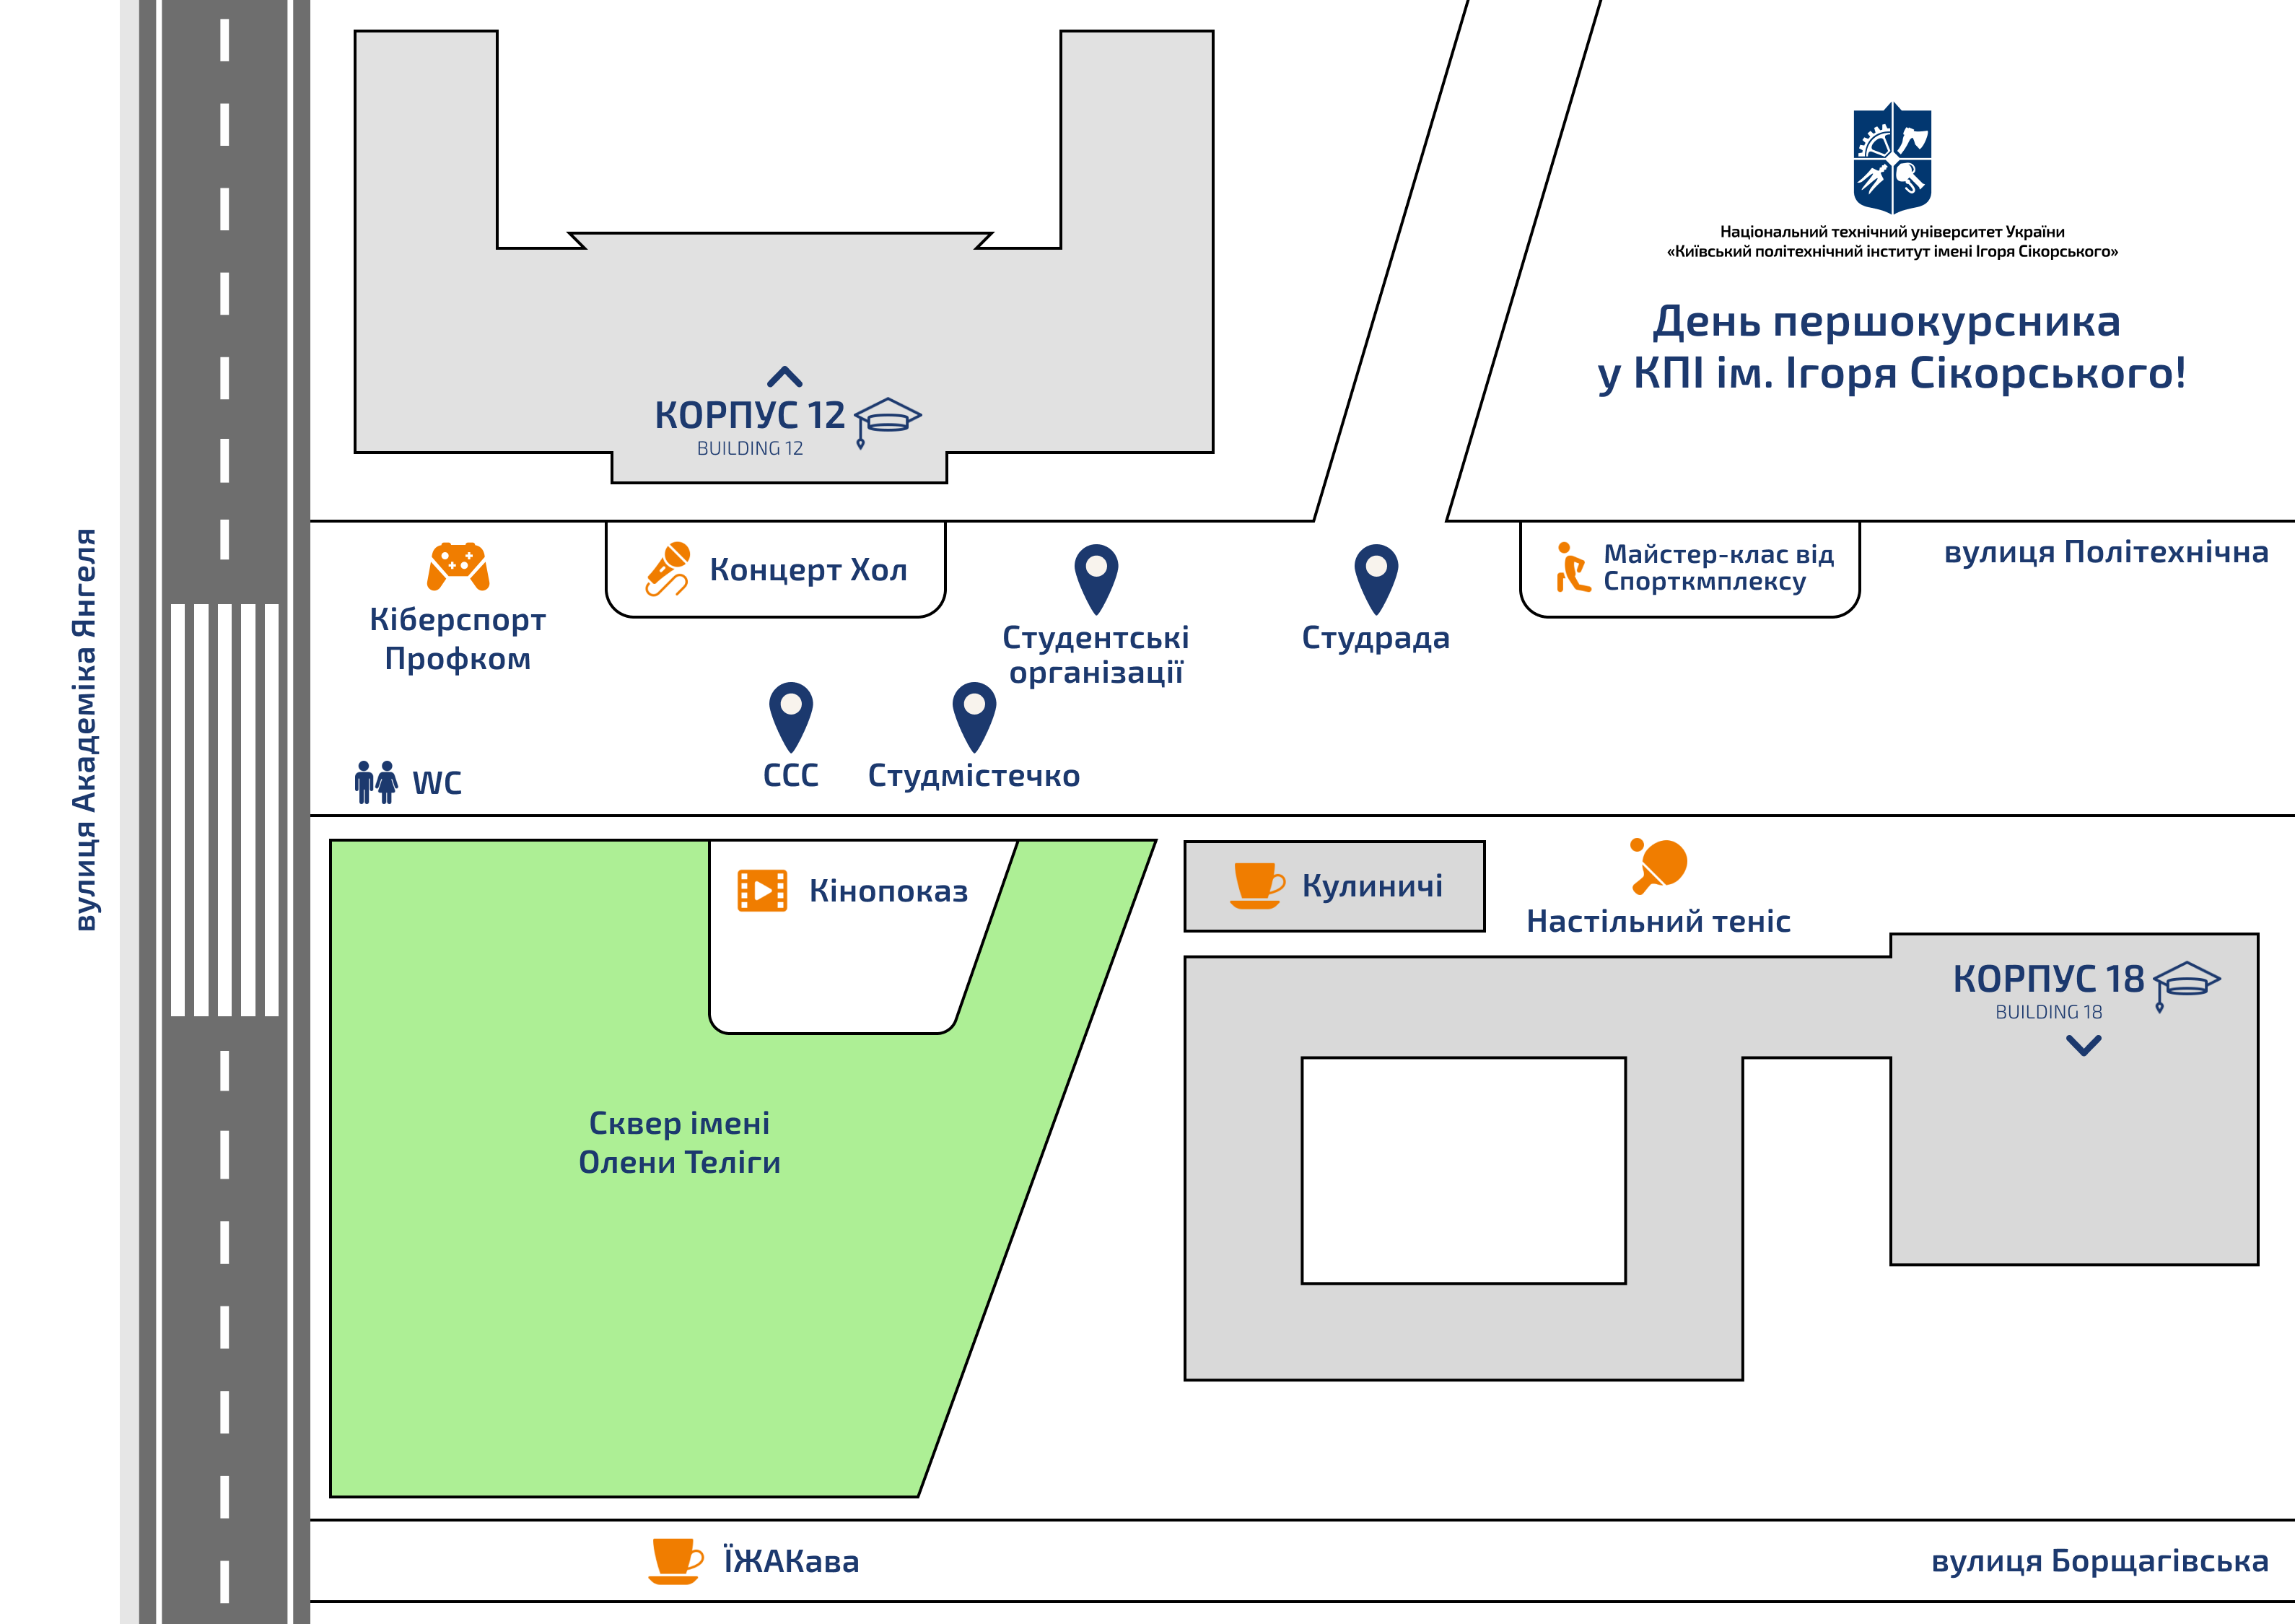 Національний технічний університет України
«Київський політехнічний інститут імені Ігоря Сікорського»
День першокурсника
у КПІ ім. Ігоря Сікорського!
КОРПУС 12
BUILDING 12
вулиця Академіка Янгеля
Кіберспорт
Профком
Концерт Хол
Студентські
організації
Студрада
Майстер-клас від
Спорткмплексу
вулиця Політехнічна
WC
ССС
Студмістечко
Кінопоказ
Кулиничі
Настільний теніс
КОРПУС 18
BUILDING 18
Сквер імені
Олени Теліги
ЇЖАКава
вулиця Борщагівська